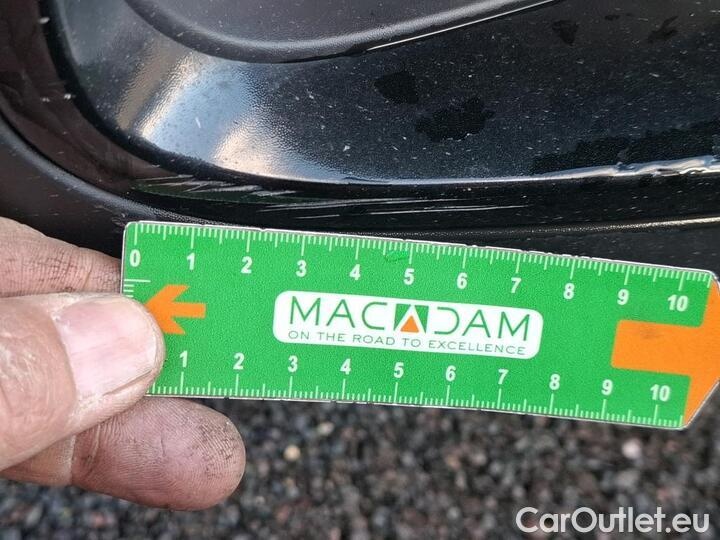 0 1 2 3 4 5 6 7 8 9 10
MACADAM
ON THE ROAD TO EXCELLENCE
1 2 3 4 5 6 7 8 9 10
CarOutlet.eu